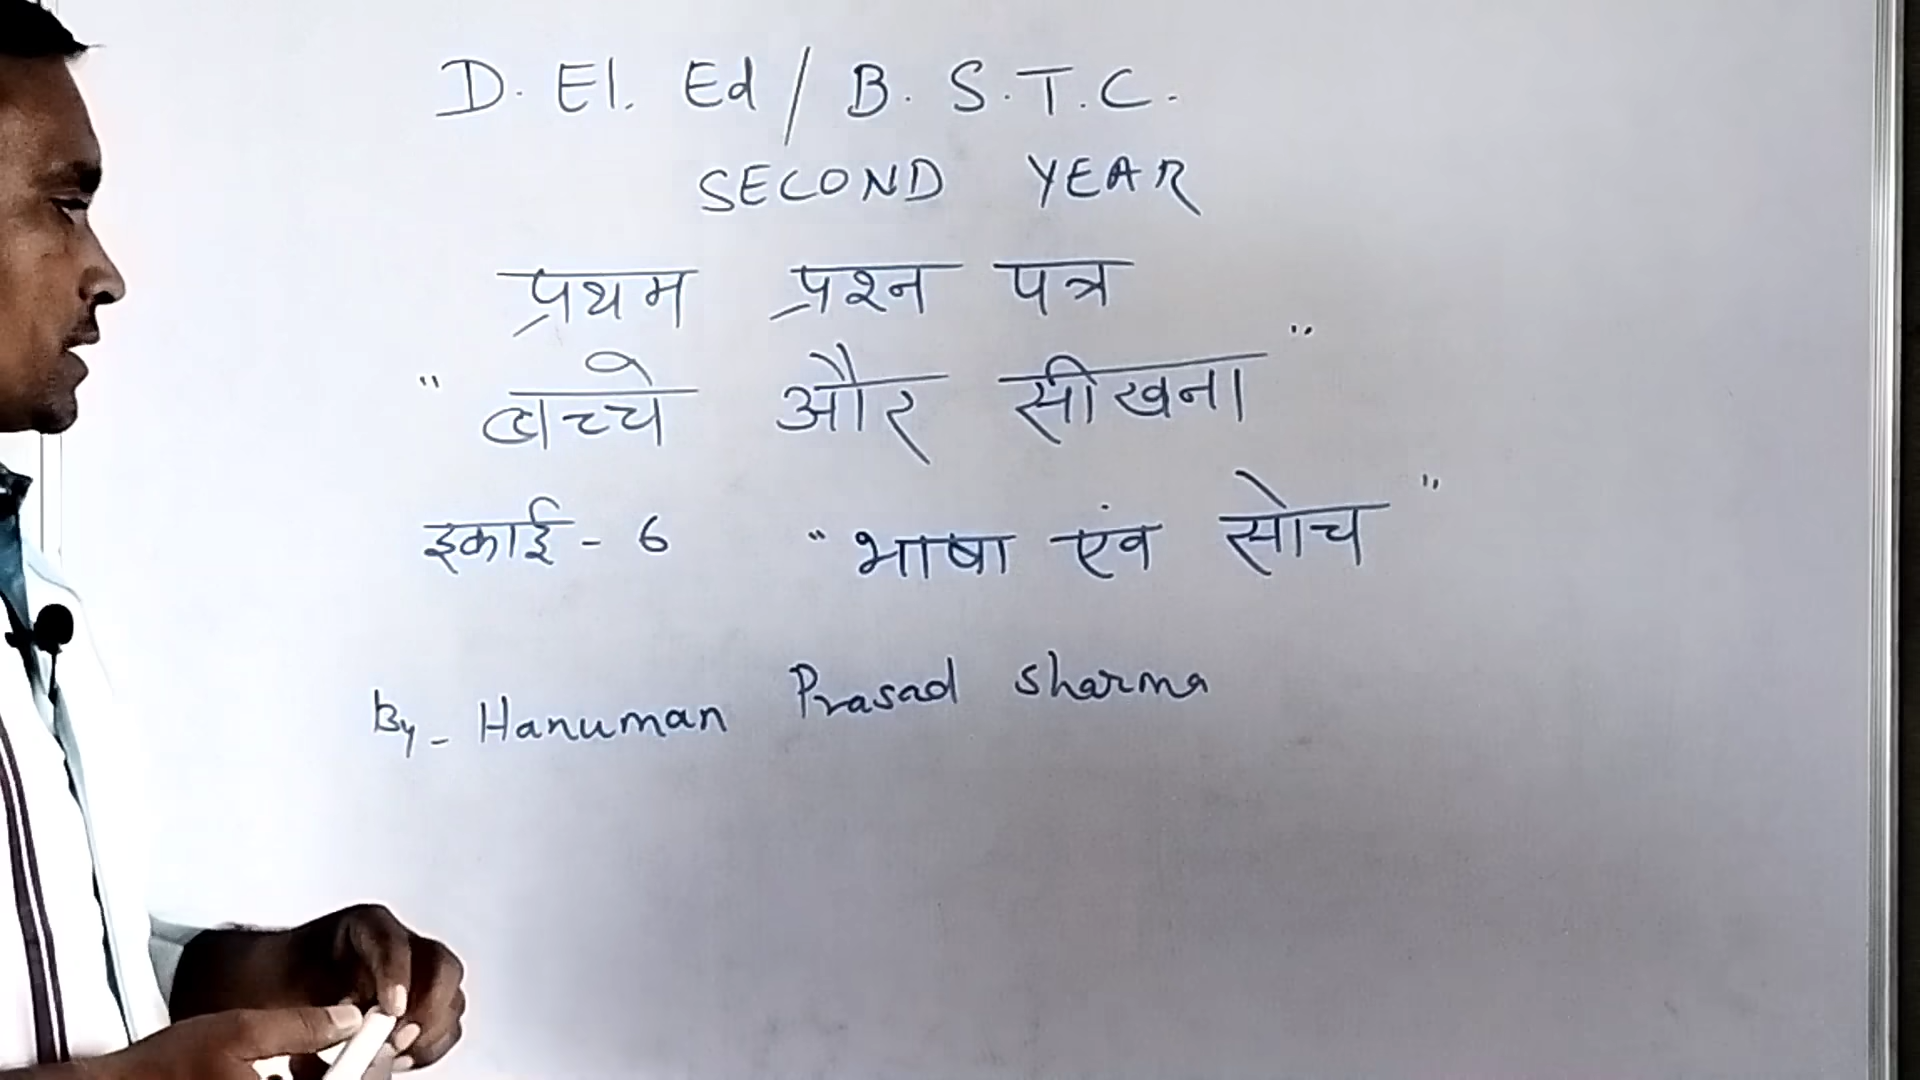 D. El. Ed / B. S. T. C.
SECOND YEAR
प्रथम प्रश्न पत्र
" बच्चे और सीखना "
इकाई - 6 " भाषा एंव सोच "
By - Hanuman Prasad Sharma